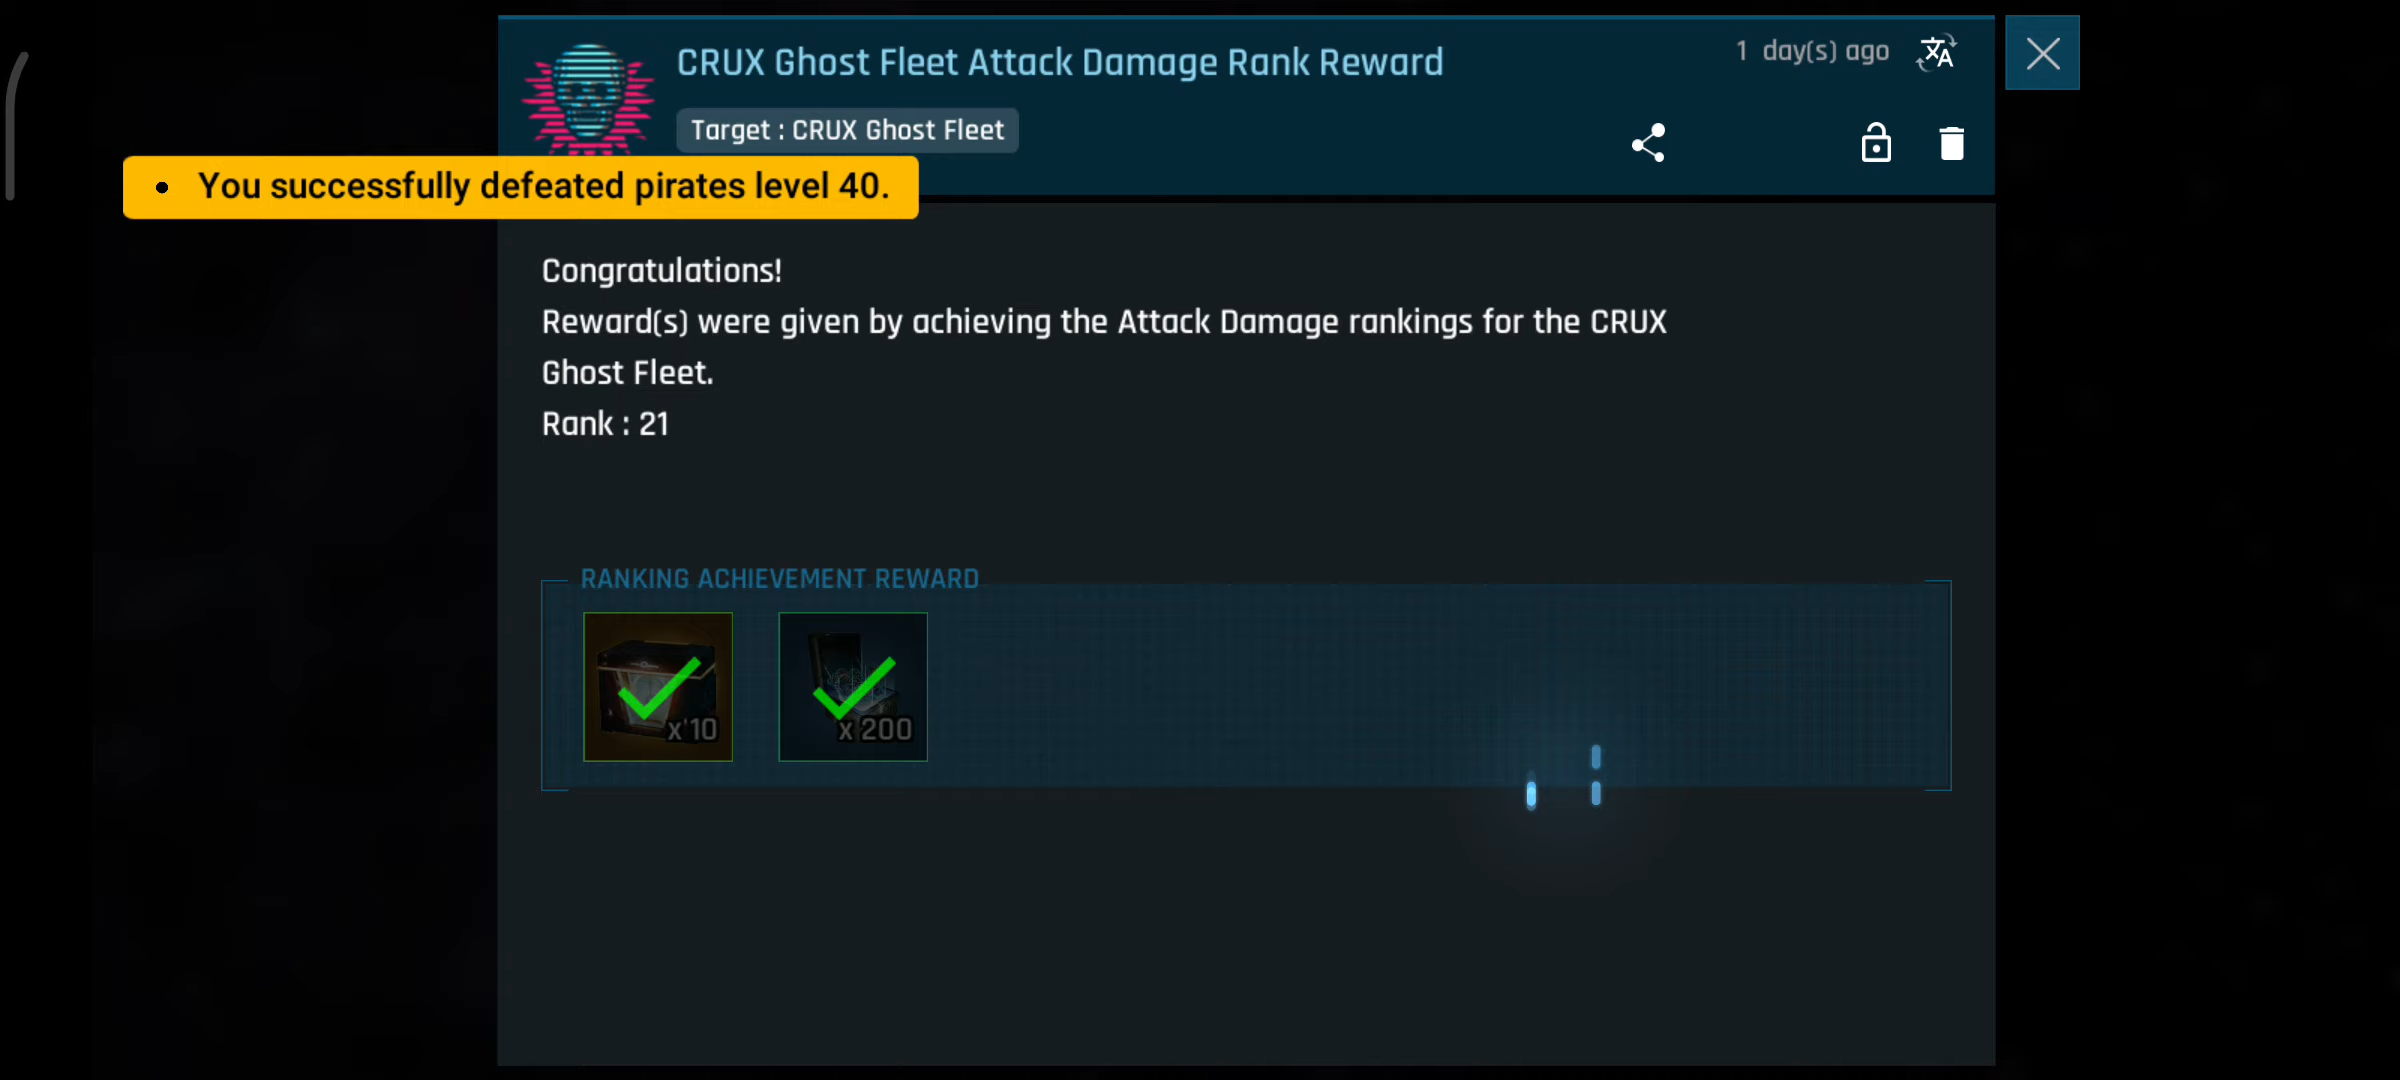 CRUX Ghost Fleet Attack Damage Rank Reward
1 day(s) ago
Target : CRUX Ghost Fleet
• You successfully defeated pirates level 40.
Congratulations!
Reward(s) were given by achieving the Attack Damage rankings for the CRUX
Ghost Fleet.
Rank : 21
RANKING ACHIEVEMENT REWARD
x 10
x 200